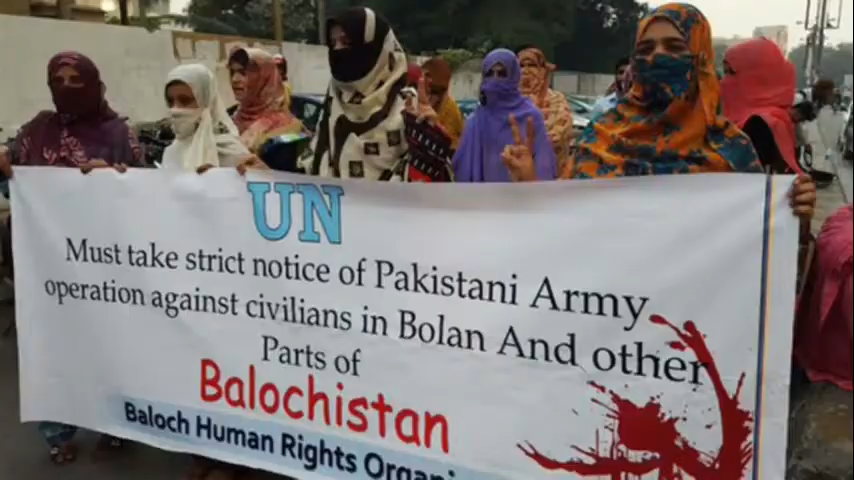 UN
Must take strict notice of Pakistani Army
operation against civilians in Bolan And other
Parts of
Balochistan
Baloch Human Rights